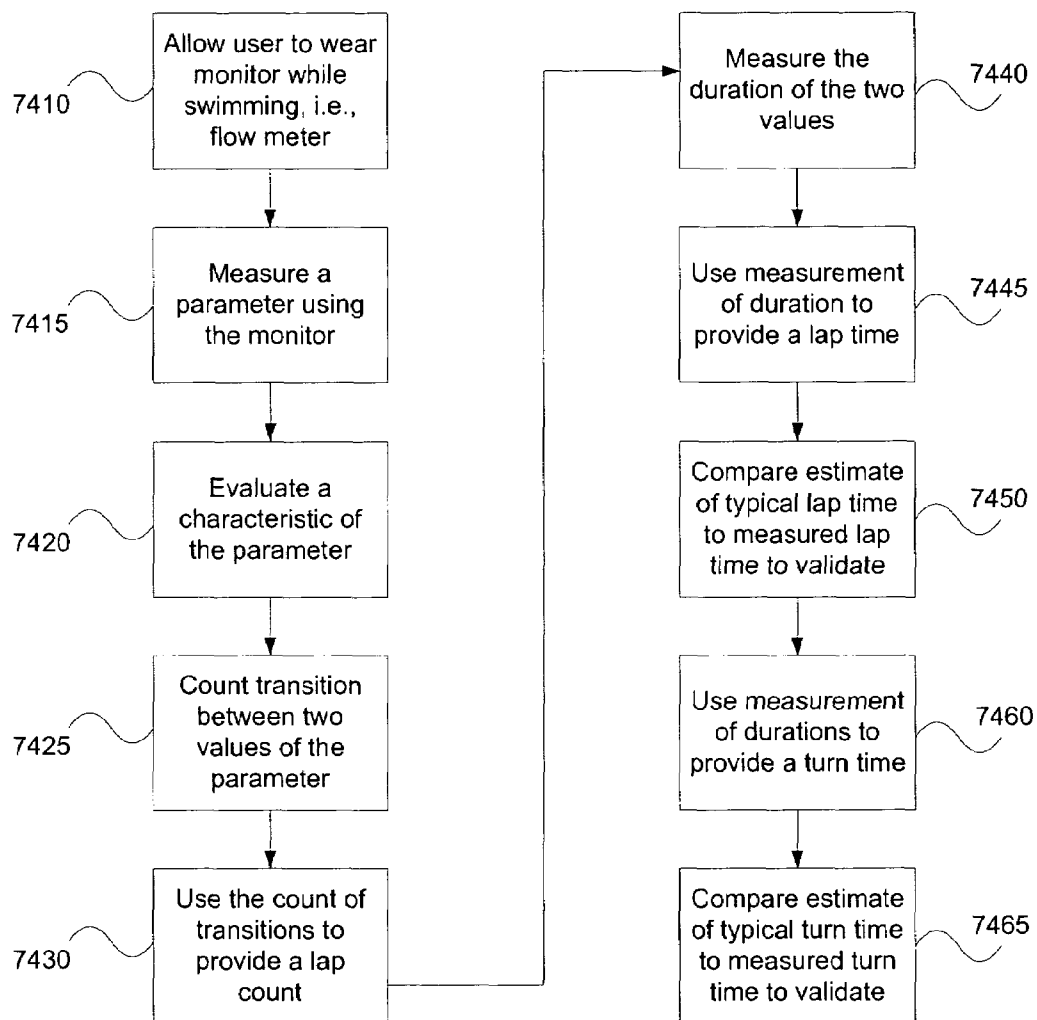 Allow user to wear
monitor while
swimming, i.e.,
flow meter
7410
Measure a
parameter using
the monitor
7415
Evaluate a
characteristic of
the parameter
7420
Count transition
between two
values of the
parameter
7425
Use the count of
transitions to
provide a lap
count
7430
Measure the
duration of the two
values
7440
Use measurement
of duration to
provide a lap time
7445
Compare estimate
of typical lap time
to measured lap
time to validate
7450
Use measurement
of durations to
provide a turn time
7460
Compare estimate
of typical turn time
to measured turn
time to validate
7465